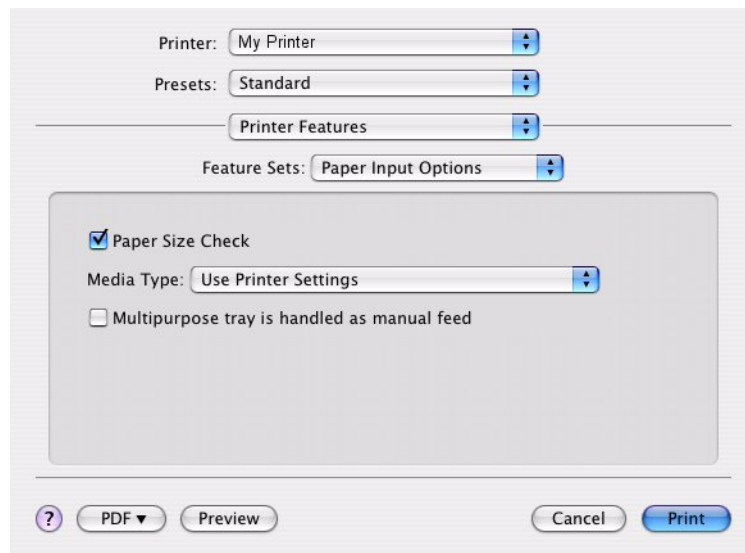 Printer: My Printer
Presets: Standard
Printer Features
Feature Sets: Paper Input Options
Paper Size Check
Media Type: Use Printer Settings
Multipurpose tray is handled as manual feed
? PDF ▼ Preview Cancel Print